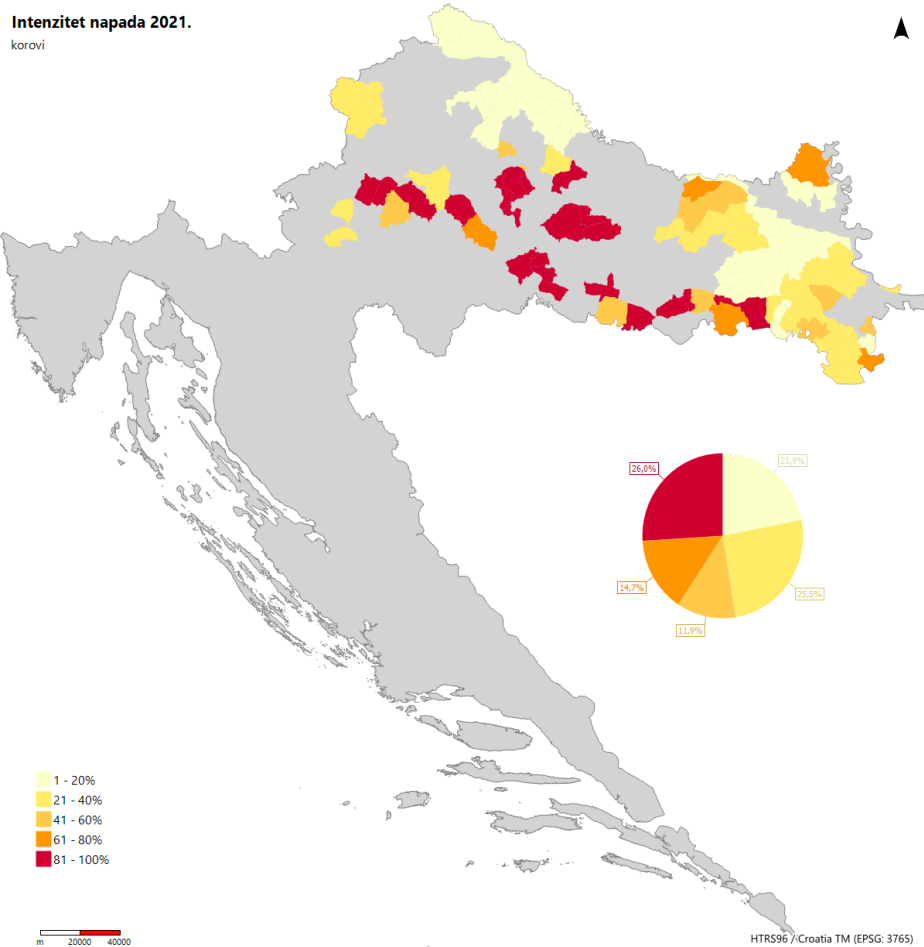 Intenzitet napada 2021.
korovi
21,9%
26,0%
14,7%
25,5%
11,9%
1 - 20%
21 - 40%
41 - 60%
61 - 80%
81 - 100%
m 20000 40000
HTRS96 / Croatia TM (EPSG: 3765)